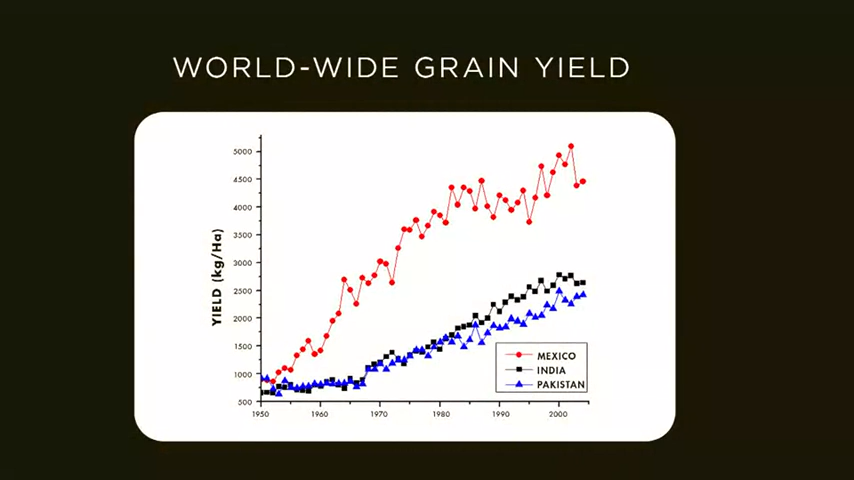 WORLD-WIDE GRAIN YIELD
YIELD (kg/Ha)
5000
4500
4000
3500
3000
2500
2000
1500
1000
500
1950 1960 1970 1980 1990 2000
MEXICO
INDIA
PAKISTAN